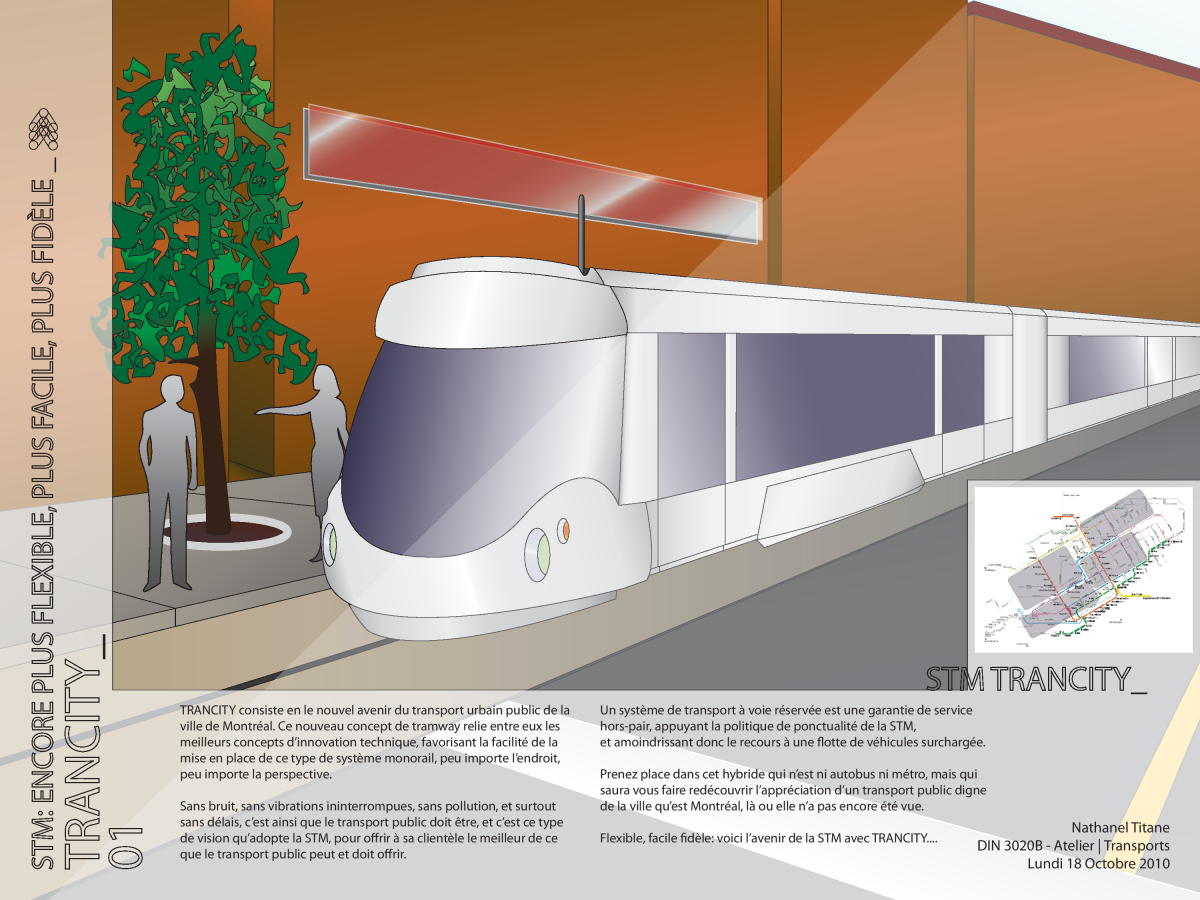 STM: ENCORE PLUS FLEXIBLE, PLUS FACILE, PLUS FIDÈLE _
TRANCITY_
01
STM TRANCITY_
TRANCITY consiste en le nouvel avenir du transport urbain public de la
ville de Montréal. Ce nouveau concept de tramway relie entre eux les
meilleurs concepts d'innovation technique, favorisant la facilité de la
mise en place de ce type de système monorail, peu importe l'endroit,
peu importe la perspective.
Sans bruit, sans vibrations ininterrompues, sans pollution, et surtout
sans délais, c'est ainsi que le transport public doit être, et c'est ce type
de vision qu'adopte la STM, pour offrir à sa clientèle le meilleur de ce
que le transport public peut et doit offrir.
Un système de transport à voie réservée est une garantie de service
hors-pair, appuyant la politique de ponctualité de la STM,
et amoindrissant donc le recours à une flotte de véhicules surchargée.
Prenez place dans cet hybride qui n'est ni autobus ni métro, mais qui
saura vous faire redécouvrir l'appréciation d'un transport public digne
de la ville qu'est Montréal, là ou elle n'a pas encore été vue.
Flexible, facile fidèle: voici l'avenir de la STM avec TRANCITY....
Nathanel Titane
DIN 3020B - Atelier | Transports
Lundi 18 Octobre 2010